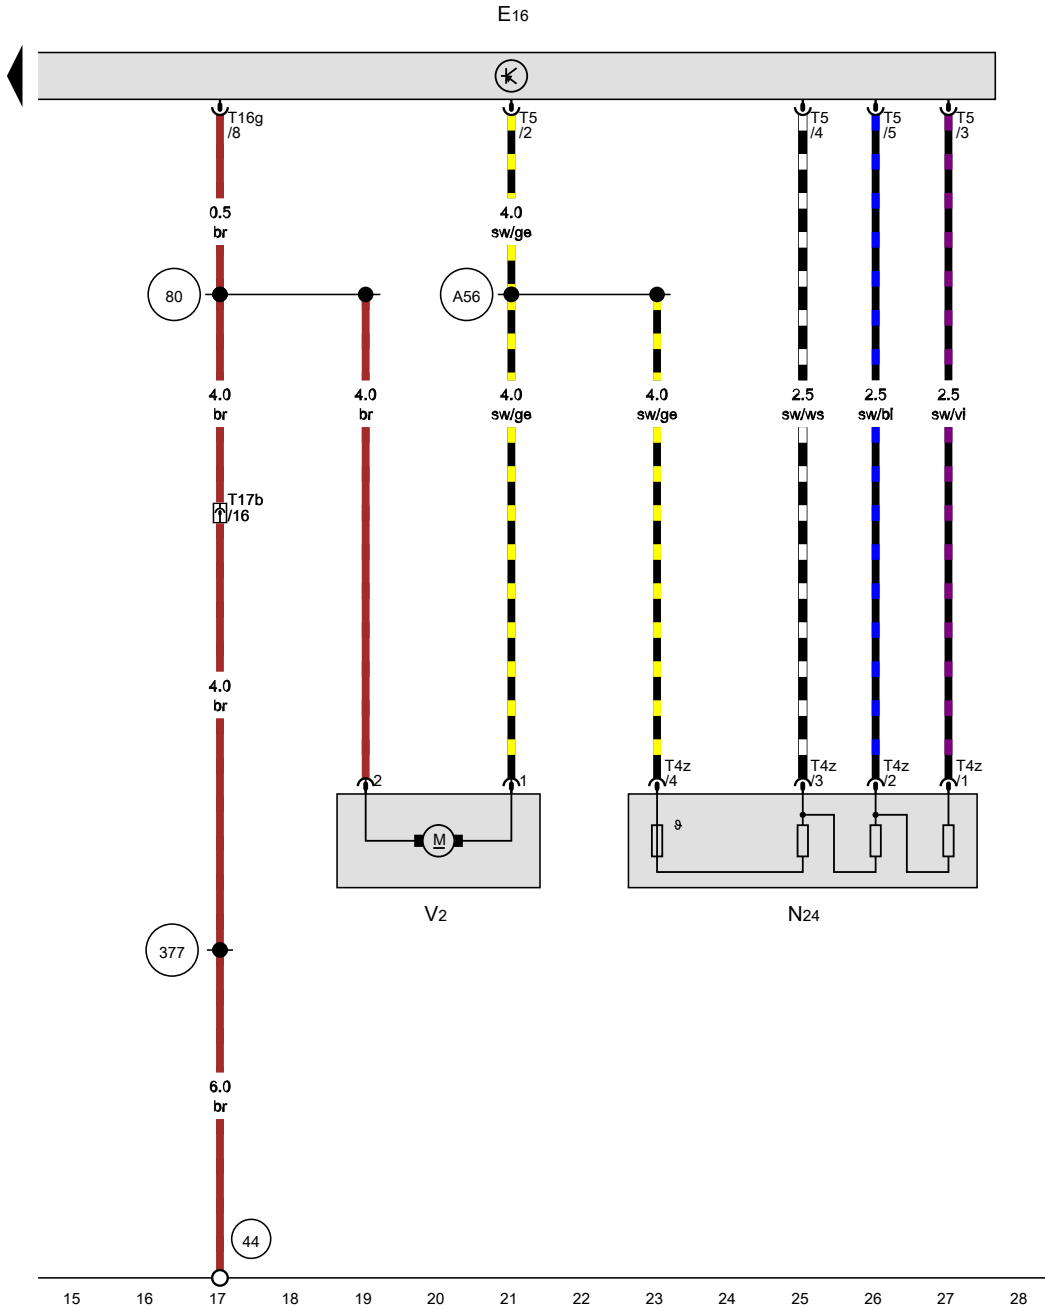 E16
T16g
/8
T5
/2
T5
/4
T5
/5
T5
/3
0.5
br
4.0
sw/ge
80
A56
4.0
br
4.0
br
4.0
sw/ge
4.0
sw/ge
2.5
sw/ws
2.5
sw/bl
2.5
sw/vi
T17b
/16
4.0
br
2
1
T4z
/4
T4z
/3
T4z
/2
T4z
/1
M
ϑ
V2
N24
377
6.0
br
44
15 16 17 18 19 20 21 22 23 24 25 26 27 28